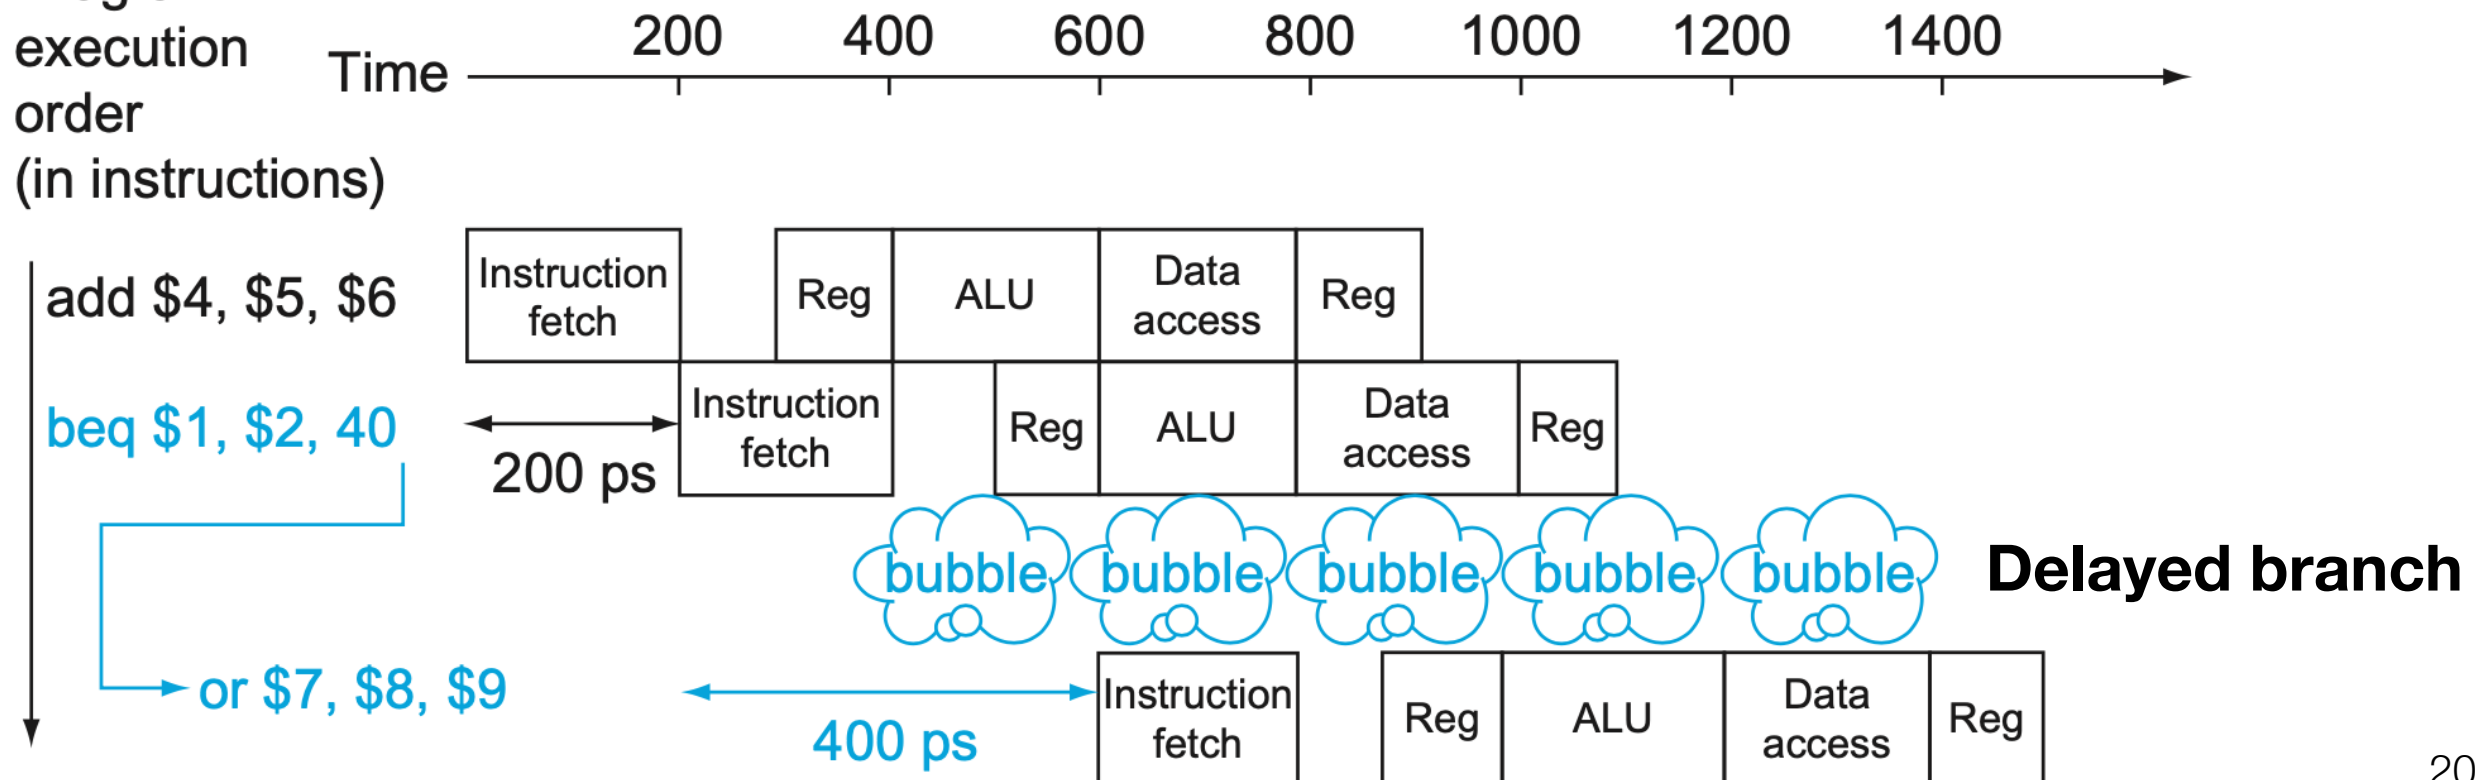 execution
order
(in instructions)
Time
200 400 600 800 1000 1200 1400
add $4, $5, $6
Instruction
fetch
Reg
ALU
Data
access
Reg
beq $1, $2, 40
200 ps
Instruction
fetch
Reg
ALU
Data
access
Reg
bubble bubble bubble bubble bubble
Delayed branch
or $7, $8, $9
400 ps
Instruction
fetch
Reg
ALU
Data
access
Reg
20